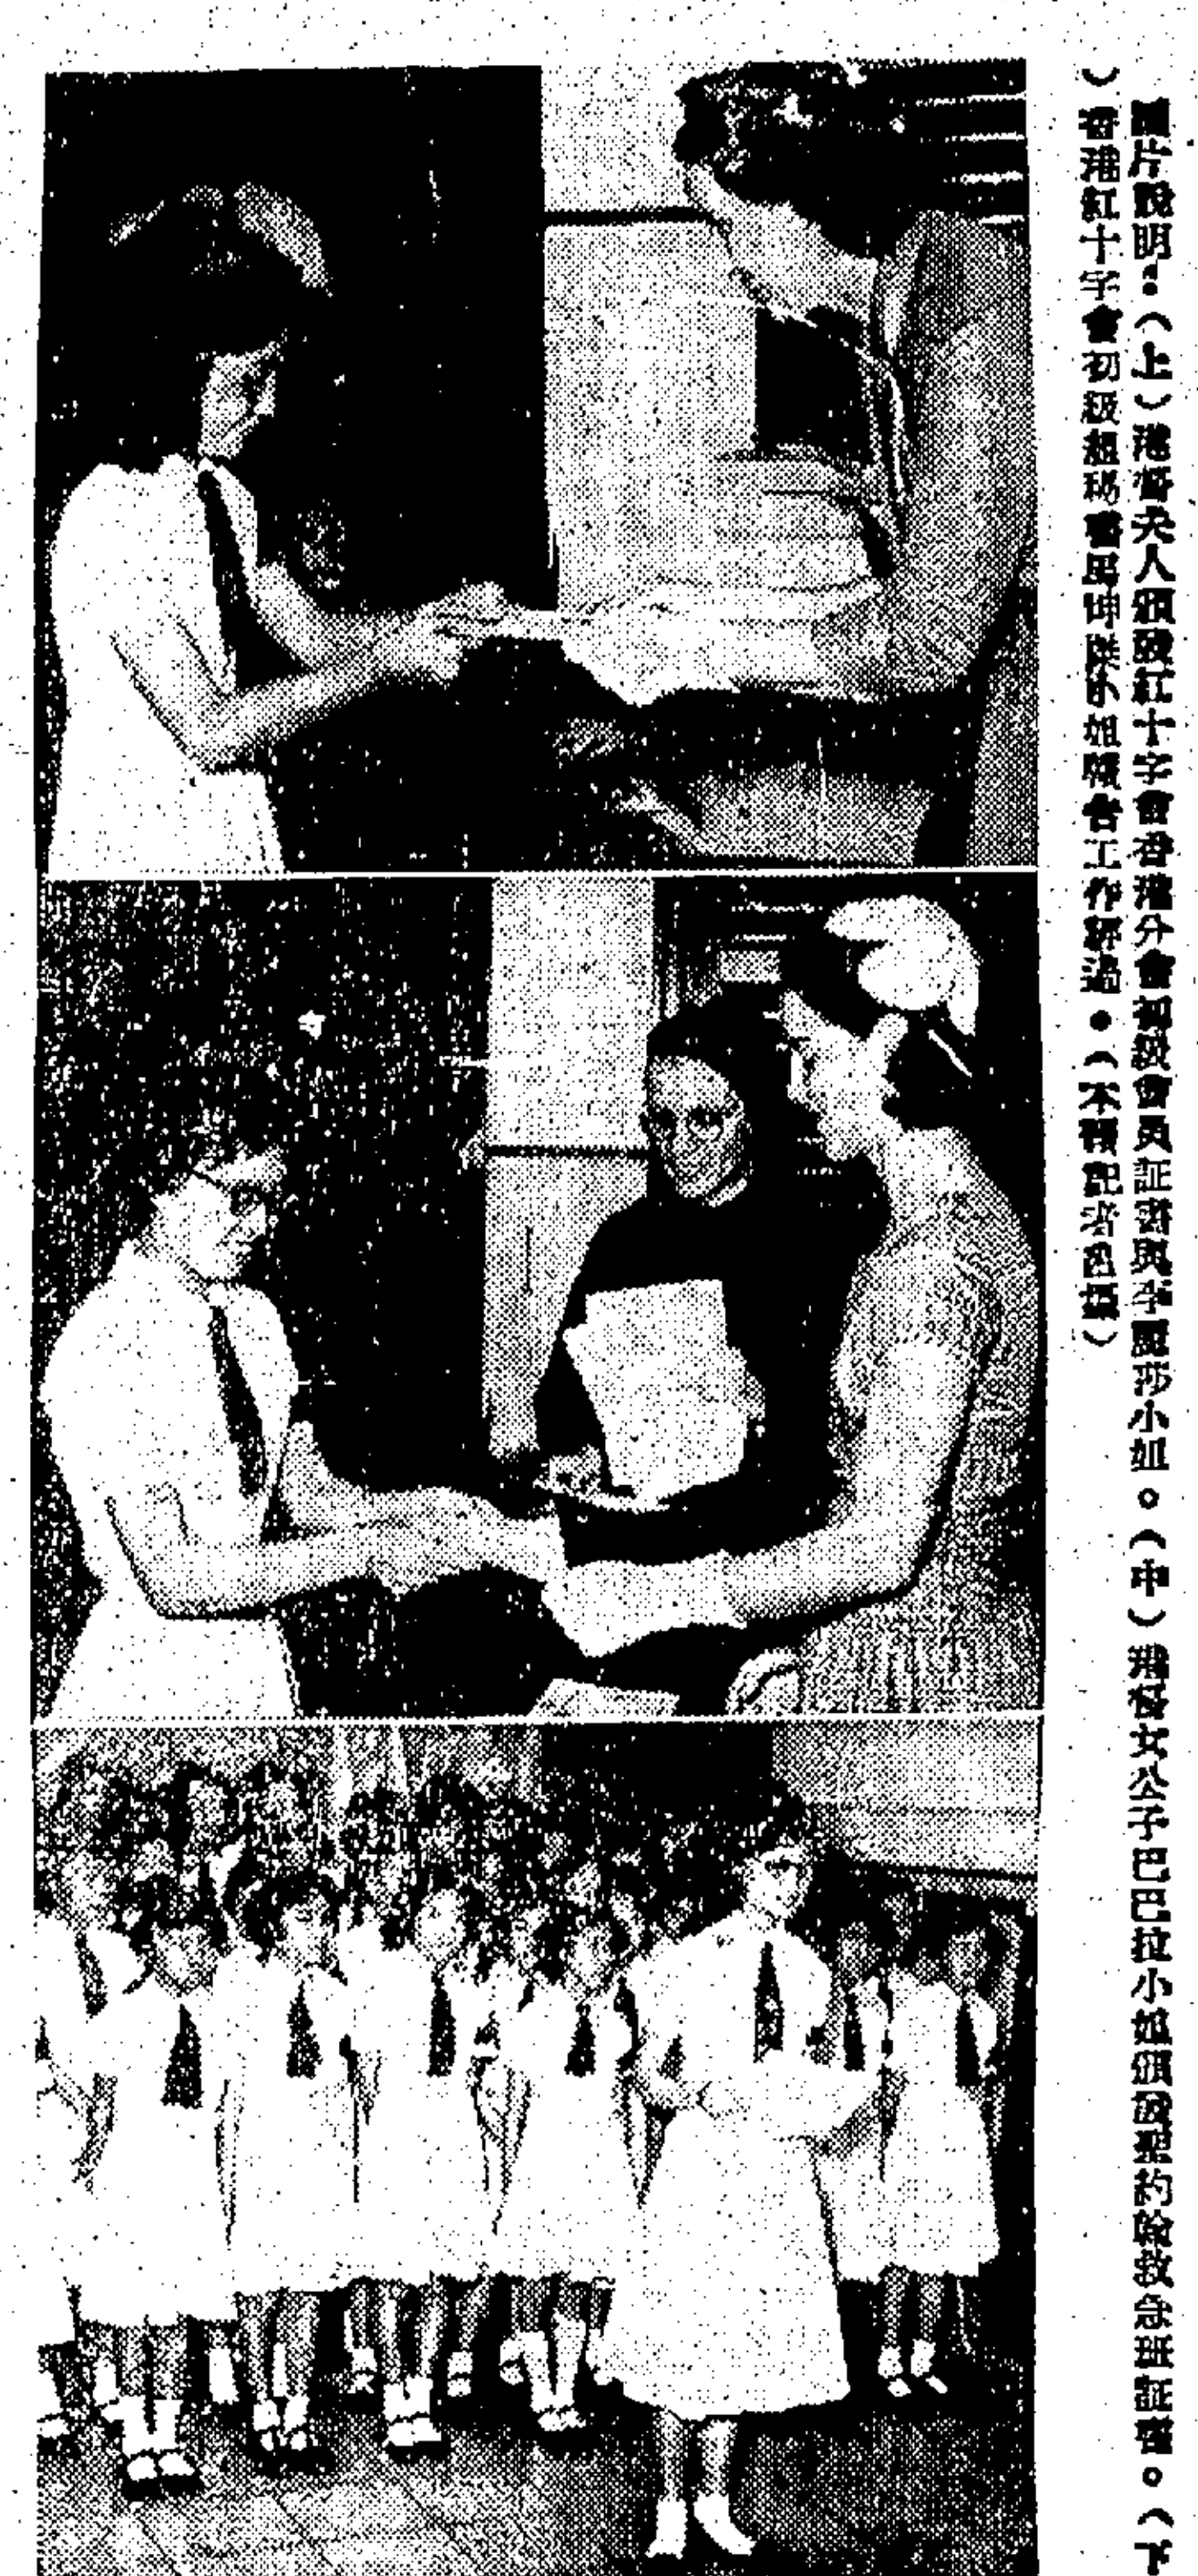 圖片說明：（上）港督夫人頒發紅十字會香港分會初級會員証書與李麗莎小姐。（中）港督女公子巴巴拉小姐頒發聖約翰救急班証書。（下
）香港紅十字會初級組秘書馬坤傑小姐報告工作經過。（本報記者邑攝）